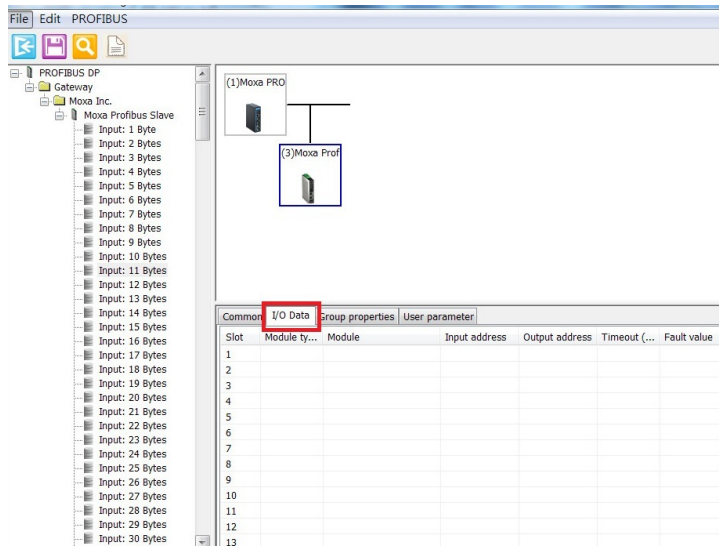 File Edit PROFIBUS
PROFIBUS DP
Gateway
Moxa Inc.
Moxa Profibus Slave
Input: 1 Byte
Input: 2 Bytes
Input: 3 Bytes
Input: 4 Bytes
Input: 5 Bytes
Input: 6 Bytes
Input: 7 Bytes
Input: 8 Bytes
Input: 9 Bytes
Input: 10 Bytes
Input: 11 Bytes
Input: 12 Bytes
Input: 13 Bytes
Input: 14 Bytes
Input: 15 Bytes
Input: 16 Bytes
Input: 17 Bytes
Input: 18 Bytes
Input: 19 Bytes
Input: 20 Bytes
Input: 21 Bytes
Input: 22 Bytes
Input: 23 Bytes
Input: 24 Bytes
Input: 25 Bytes
Input: 26 Bytes
Input: 27 Bytes
Input: 28 Bytes
Input: 29 Bytes
Input: 30 Bytes
(1)Moxa PRO
(3)Moxa Prof
Common I/O Data Group properties User parameter
Slot Module ty... Module Input address Output address Timeout (... Fault value
1
2
3
4
5
6
7
8
9
10
11
12
13